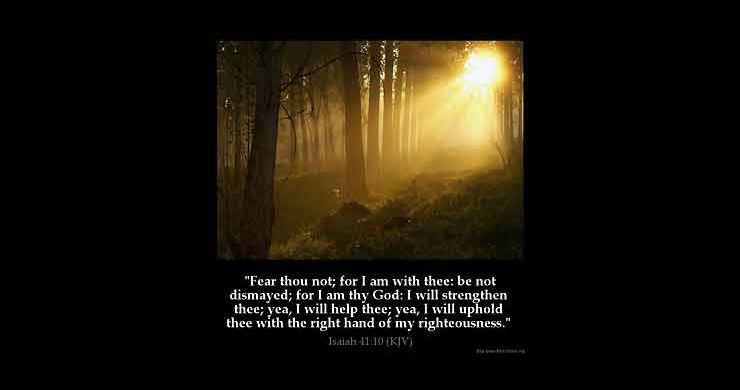 "Fear thou not; for I am with thee: be not
dismayed; for I am thy God: I will strengthen
thee; yea, I will help thee; yea, I will uphold
thee with the right hand of my righteousness."
Isaiah 41:10 (KJV)